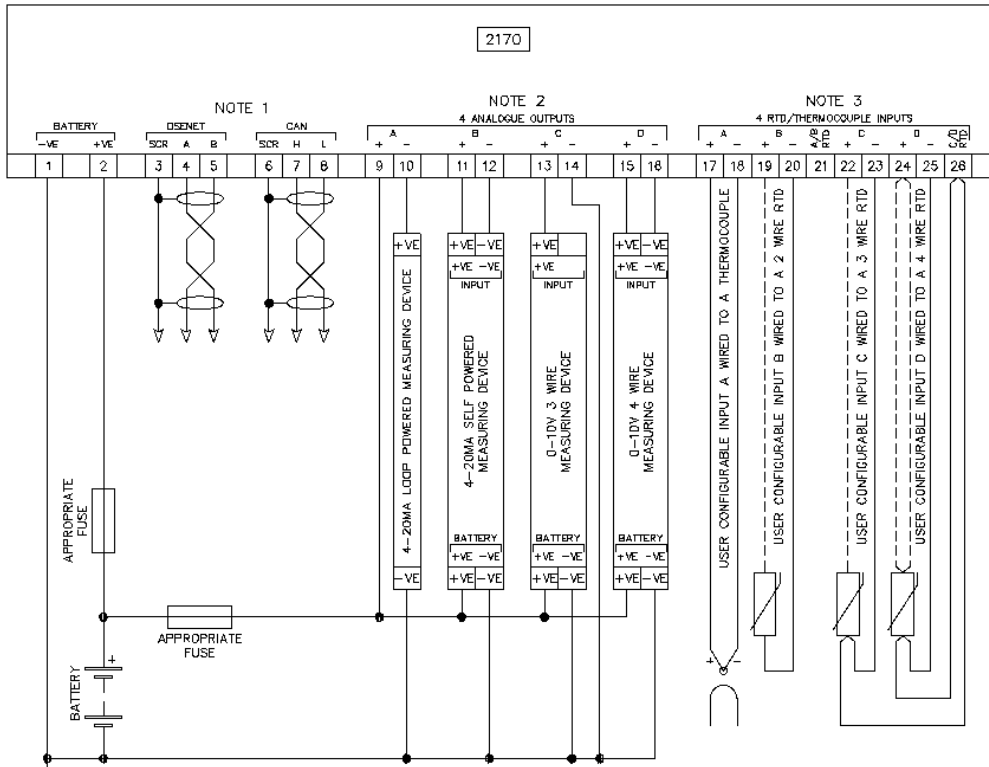 2170
NOTE 1
NOTE 2
NOTE 3
BATTERY
DSENET
CAN
4 ANALOGUE OUTPUTS
4 RTD/THERMOCOUPLE INPUTS
-VE +VE
SCR A B
SCR H L
A B C D
+ - + - + - + -
A B A/B RTD C D C/D RTD
+ - + - + - + -
1 2 3 4 5 6 7 8 9 10 11 12 13 14 15 16 17 18 19 20 21 22 23 24 25 26
+VE
+VE -VE
+VE
+VE -VE
+VE -VE
INPUT
+VE
INPUT
+VE -VE
INPUT
4-20MA LOOP POWERED MEASURING DEVICE
4-20MA SELF POWERED
MEASURING DEVICE
0-10V 3 WIRE
MEASURING DEVICE
0-10V 4 WIRE
MEASURING DEVICE
USER CONFIGURABLE INPUT A WIRED TO A THERMOCOUPLE
USER CONFIGURABLE INPUT B WIRED TO A 2 WIRE RTD
USER CONFIGURABLE INPUT C WIRED TO A 3 WIRE RTD
USER CONFIGURABLE INPUT D WIRED TO A 4 WIRE RTD
APPROPRIATE
FUSE
BATTERY
+VE -VE
BATTERY
+VE -VE
BATTERY
+VE -VE
-VE
+VE -VE
+VE -VE
+VE -VE
APPROPRIATE
FUSE
+ -
+
BATTERY